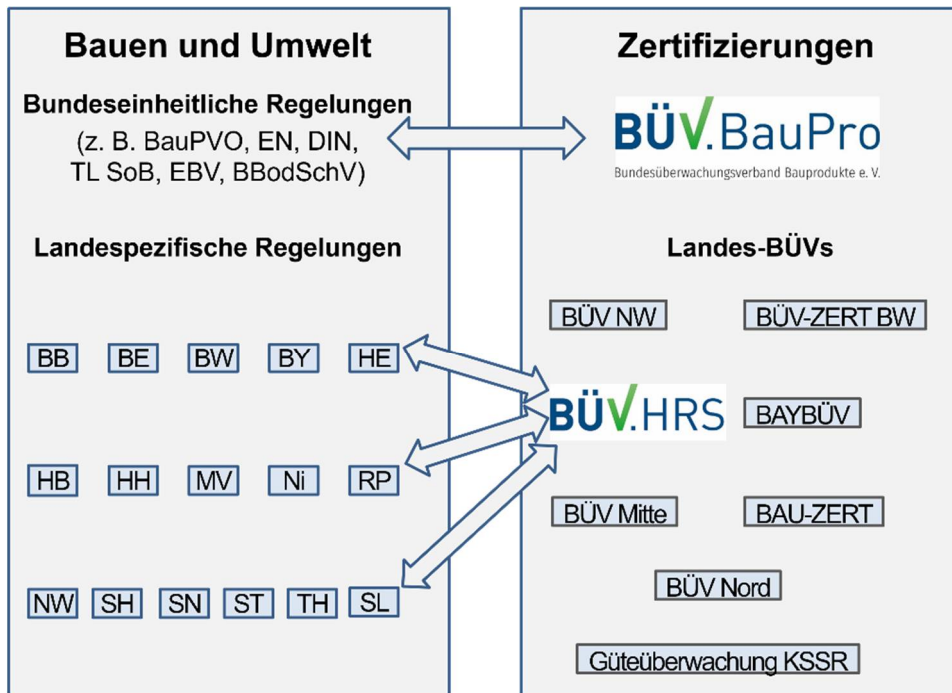 Bauen und Umwelt
Bundeseinheitliche Regelungen
(z. B. BauPVO, EN, DIN,
TL SoB, EBV, BBodSchV)
Landespezifische Regelungen
BB BE BW BY HE
HB HH MV Ni RP
NW SH SN ST TH SL
Zertifizierungen
BÜV.BauPro
Bundesüberwachungsverband Bauprodukte e. V.
Landes-BÜVs
BÜV NW BÜV-ZERT BW
BÜV.HRS BAYBÜV
BÜV Mitte BAU-ZERT
BÜV Nord
Güteüberwachung KSSR